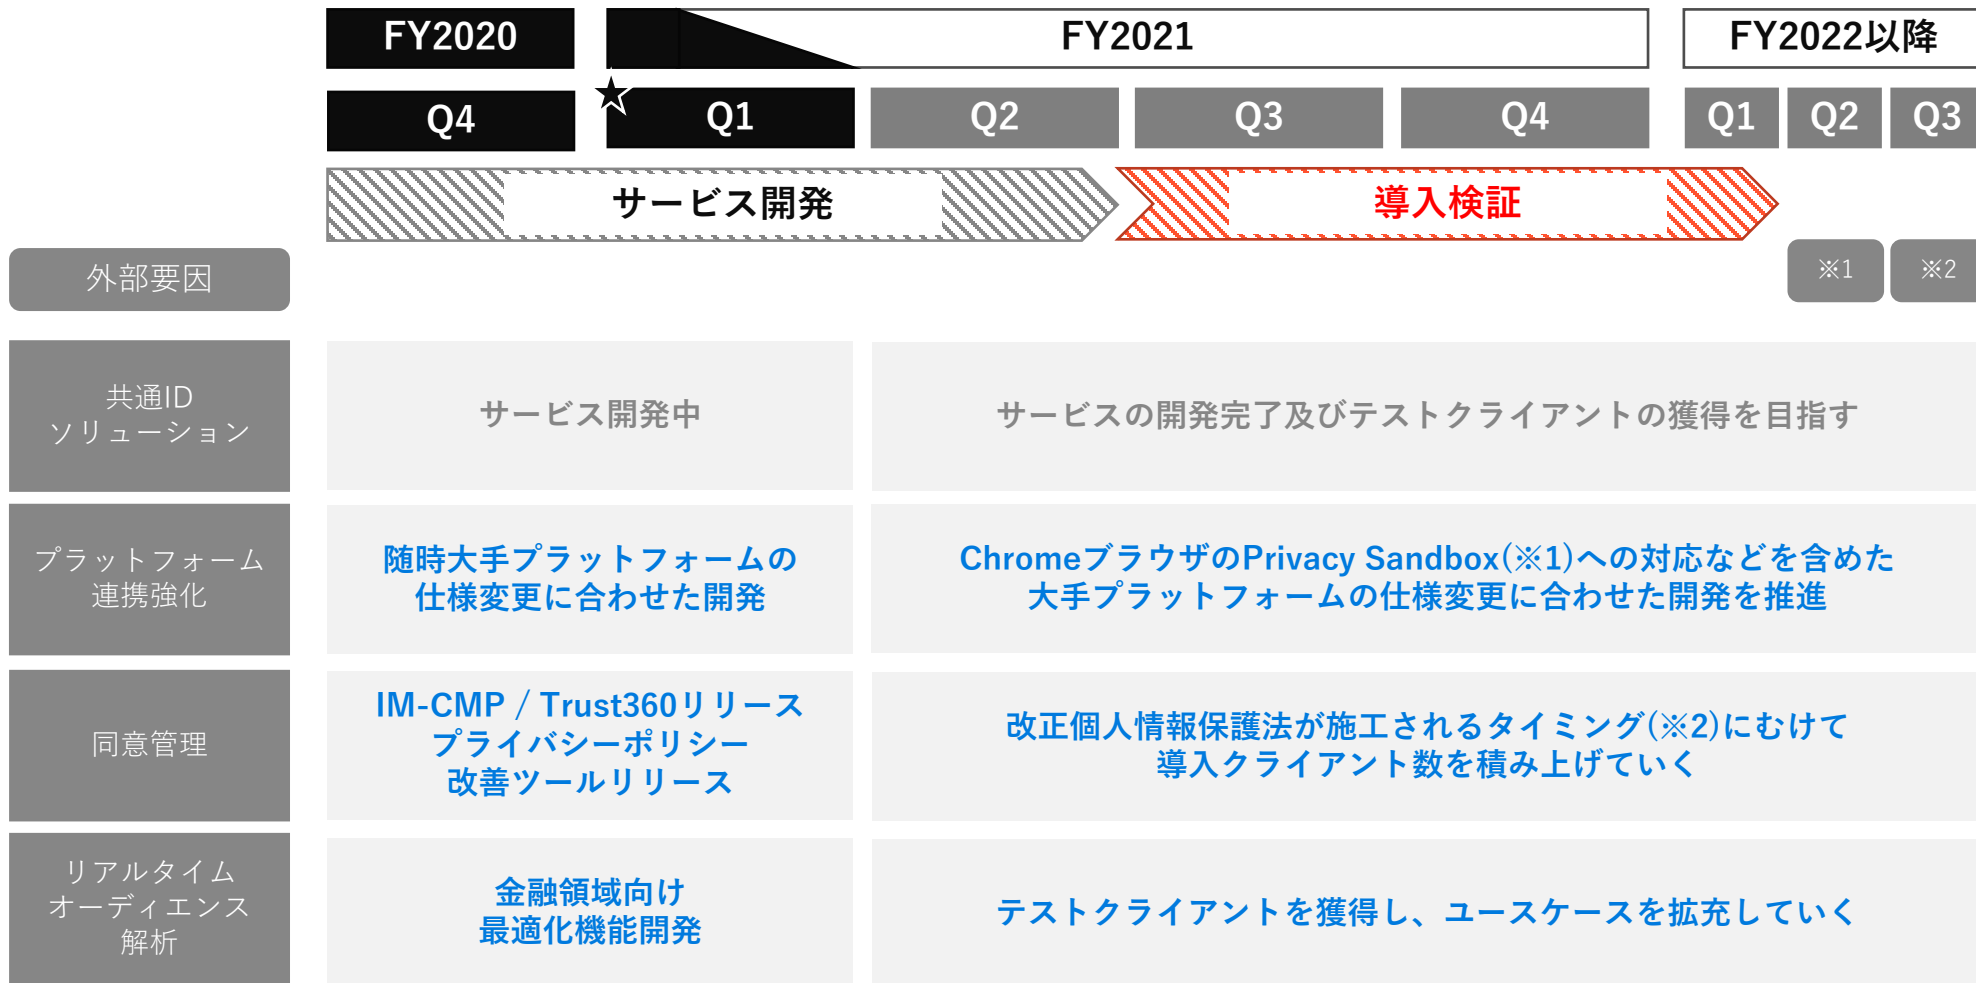 FY2020
FY2021
FY2022以降
Q4
Q1
Q2
Q3
Q4
Q1
Q2
Q3
サービス開発
導入検証
外部要因
※1
※2
共通ID
ソリューション
サービス開発中
サービスの開発完了及びテストクライアントの獲得を目指す
プラットフォーム
連携強化
随時大手プラットフォームの
仕様変更に合わせた開発
ChromeブラウザのPrivacy Sandbox(※1)への対応などを含めた
大手プラットフォームの仕様変更に合わせた開発を推進
同意管理
IM-CMP / Trust360リリース
プライバシーポリシー
改善ツールリリース
改正個人情報保護法が施工されるタイミング(※2)にむけて
導入クライアント数を積み上げていく
リアルタイム
オーディエンス
解析
金融領域向け
最適化機能開発
テストクライアントを獲得し、ユースケースを拡充していく